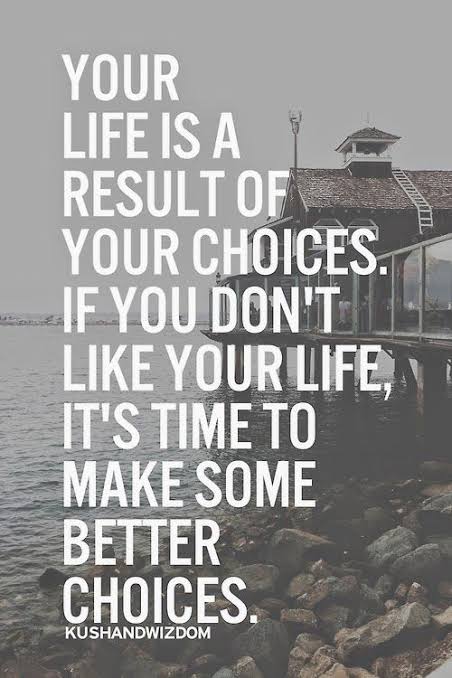 YOUR
LIFE IS A
RESULT OF
YOUR CHOICES.
IF YOU DON'T
LIKE YOUR LIFE,
IT'S TIME TO
MAKE SOME
BETTER
CHOICES.
KUSHANDWIZDOM